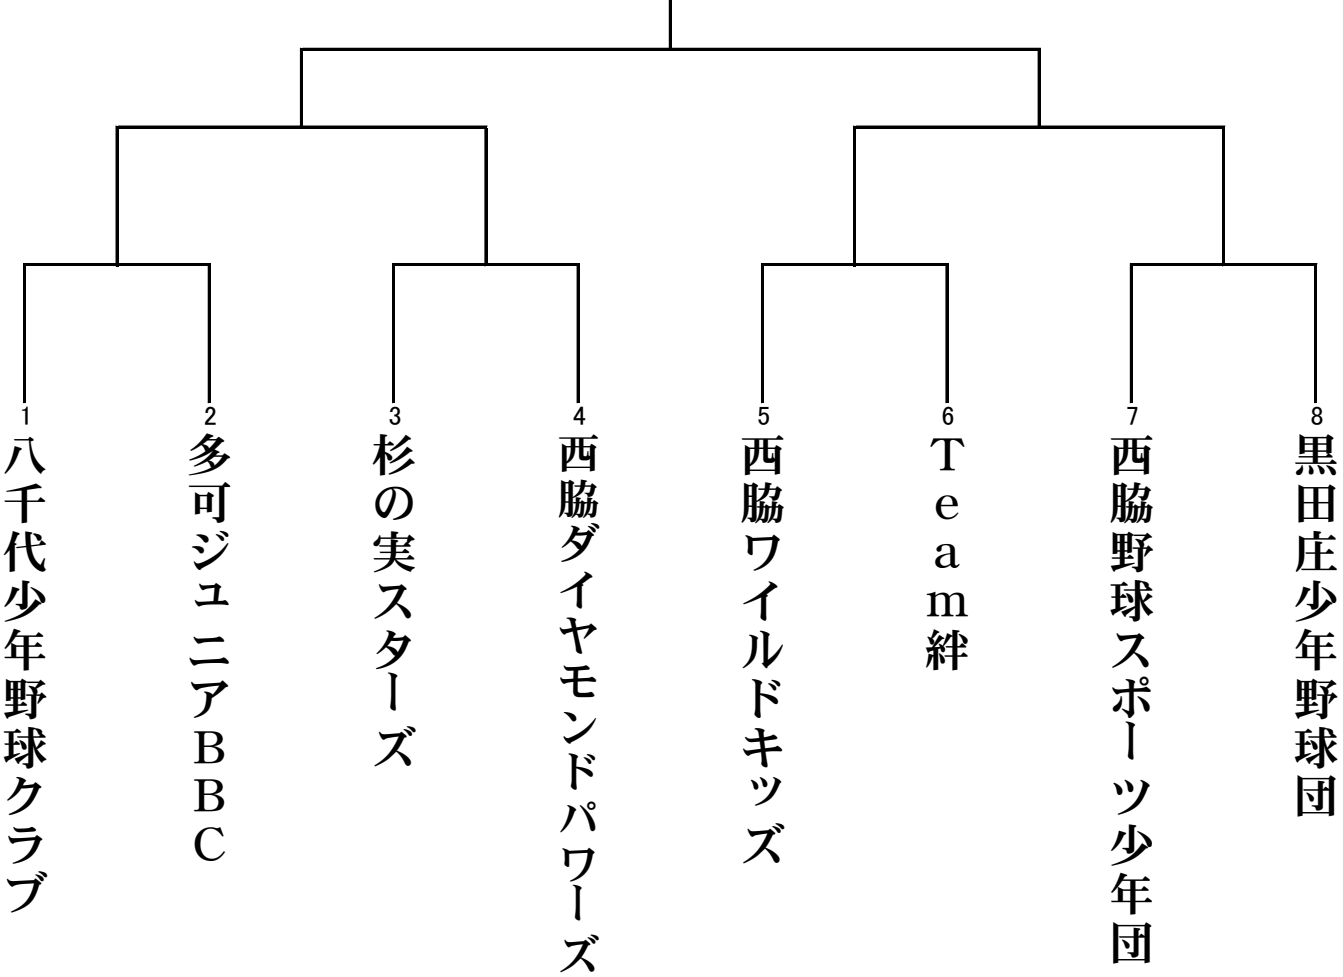 1
八千代少年野球クラブ
2
多可ジュニアＢＢＣ
3
杉の実スターズ
4
西脇ダイヤモンドパワーズ
5
西脇ワイルドキッズ
6
Ｔｅａｍ絆
7
西脇野球スポーツ少年団
8
黒田庄少年野球団